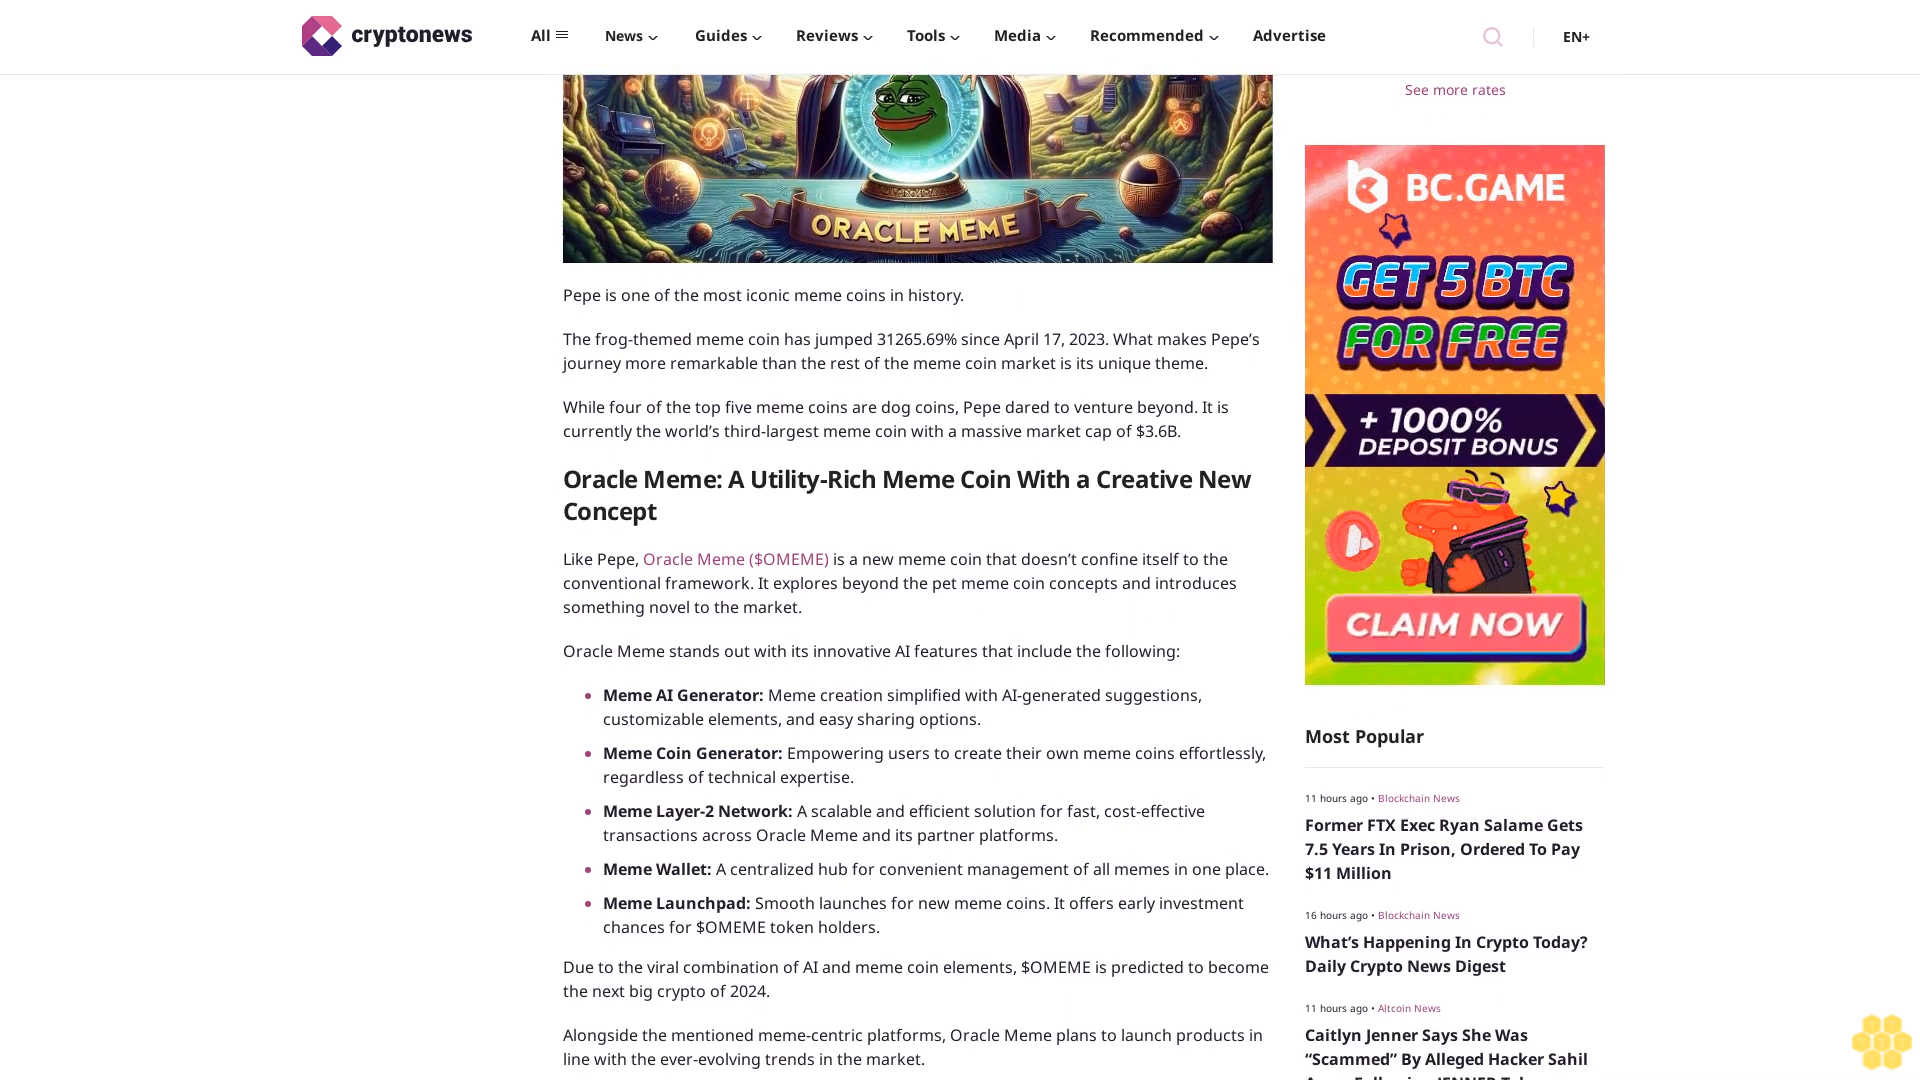 cryptonews
All
News
Guides
Reviews
Tools
Media
Recommended
Advertise
EN+
See more rates
ORACLE MEME
Pepe is one of the most iconic meme coins in history.
The frog-themed meme coin has jumped 31265.69% since April 17, 2023. What makes Pepe’s
journey more remarkable than the rest of the meme coin market is its unique theme.
While four of the top five meme coins are dog coins, Pepe dared to venture beyond. It is
currently the world’s third-largest meme coin with a massive market cap of $3.6B.
Oracle Meme: A Utility-Rich Meme Coin With a Creative New
Concept
Like Pepe, Oracle Meme ($OMEME) is a new meme coin that doesn’t confine itself to the
conventional framework. It explores beyond the pet meme coin concepts and introduces
something novel to the market.
Oracle Meme stands out with its innovative AI features that include the following:
Meme AI Generator: Meme creation simplified with AI-generated suggestions,
customizable elements, and easy sharing options.
Meme Coin Generator: Empowering users to create their own meme coins effortlessly,
regardless of technical expertise.
Meme Layer-2 Network: A scalable and efficient solution for fast, cost-effective
transactions across Oracle Meme and its partner platforms.
Meme Wallet: A centralized hub for convenient management of all memes in one place.
Meme Launchpad: Smooth launches for new meme coins. It offers early investment
chances for $OMEME token holders.
Due to the viral combination of AI and meme coin elements, $OMEME is predicted to become
the next big crypto of 2024.
Alongside the mentioned meme-centric platforms, Oracle Meme plans to launch products in
line with the ever-evolving trends in the market.
BC.GAME
GET 5 BTC
FOR FREE
+ 1000%
DEPOSIT BONUS
CLAIM NOW
Most Popular
11 hours ago • Blockchain News
Former FTX Exec Ryan Salame Gets
7.5 Years In Prison, Ordered To Pay
$11 Million
16 hours ago • Blockchain News
What’s Happening In Crypto Today?
Daily Crypto News Digest
11 hours ago • Altcoin News
Caitlyn Jenner Says She Was
“Scammed” By Alleged Hacker Sahil